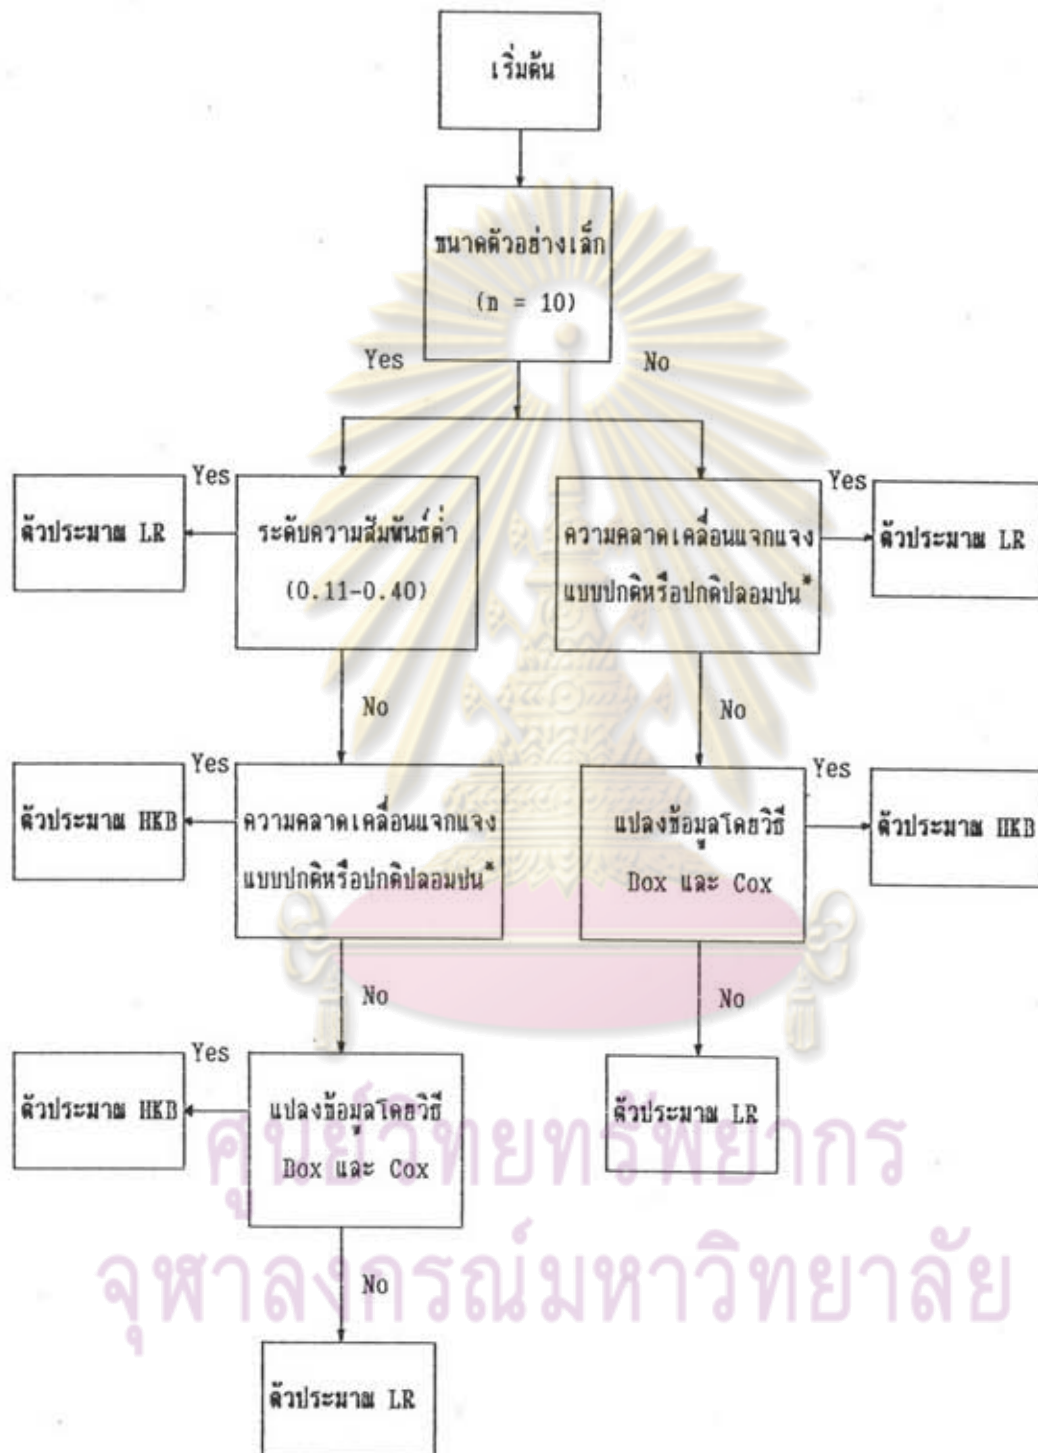 เริ่มต้น
ขนาดตัวอย่างเล็ก
(n = 10)
Yes
No
Yes
ตัวประมาณ LR
ระดับความสัมพันธ์ต่ำ
(0.11-0.40)
ความคลาดเคลื่อนแจกแจง
แบบปกติหรือปกติปลอมปน*
Yes
ตัวประมาณ LR
No
No
Yes
ตัวประมาณ HKB
ความคลาดเคลื่อนแจกแจง
แบบปกติหรือปกติปลอมปน*
แปลงข้อมูลโดยวิธี
Box และ Cox
Yes
ตัวประมาณ HKB
No
No
Yes
ตัวประมาณ HKB
แปลงข้อมูลโดยวิธี
Box และ Cox
ตัวประมาณ LR
ศูนย์วิทยทรัพยากร
จุฬาลงกรณ์มหาวิทยาลัย
No
ตัวประมาณ LR